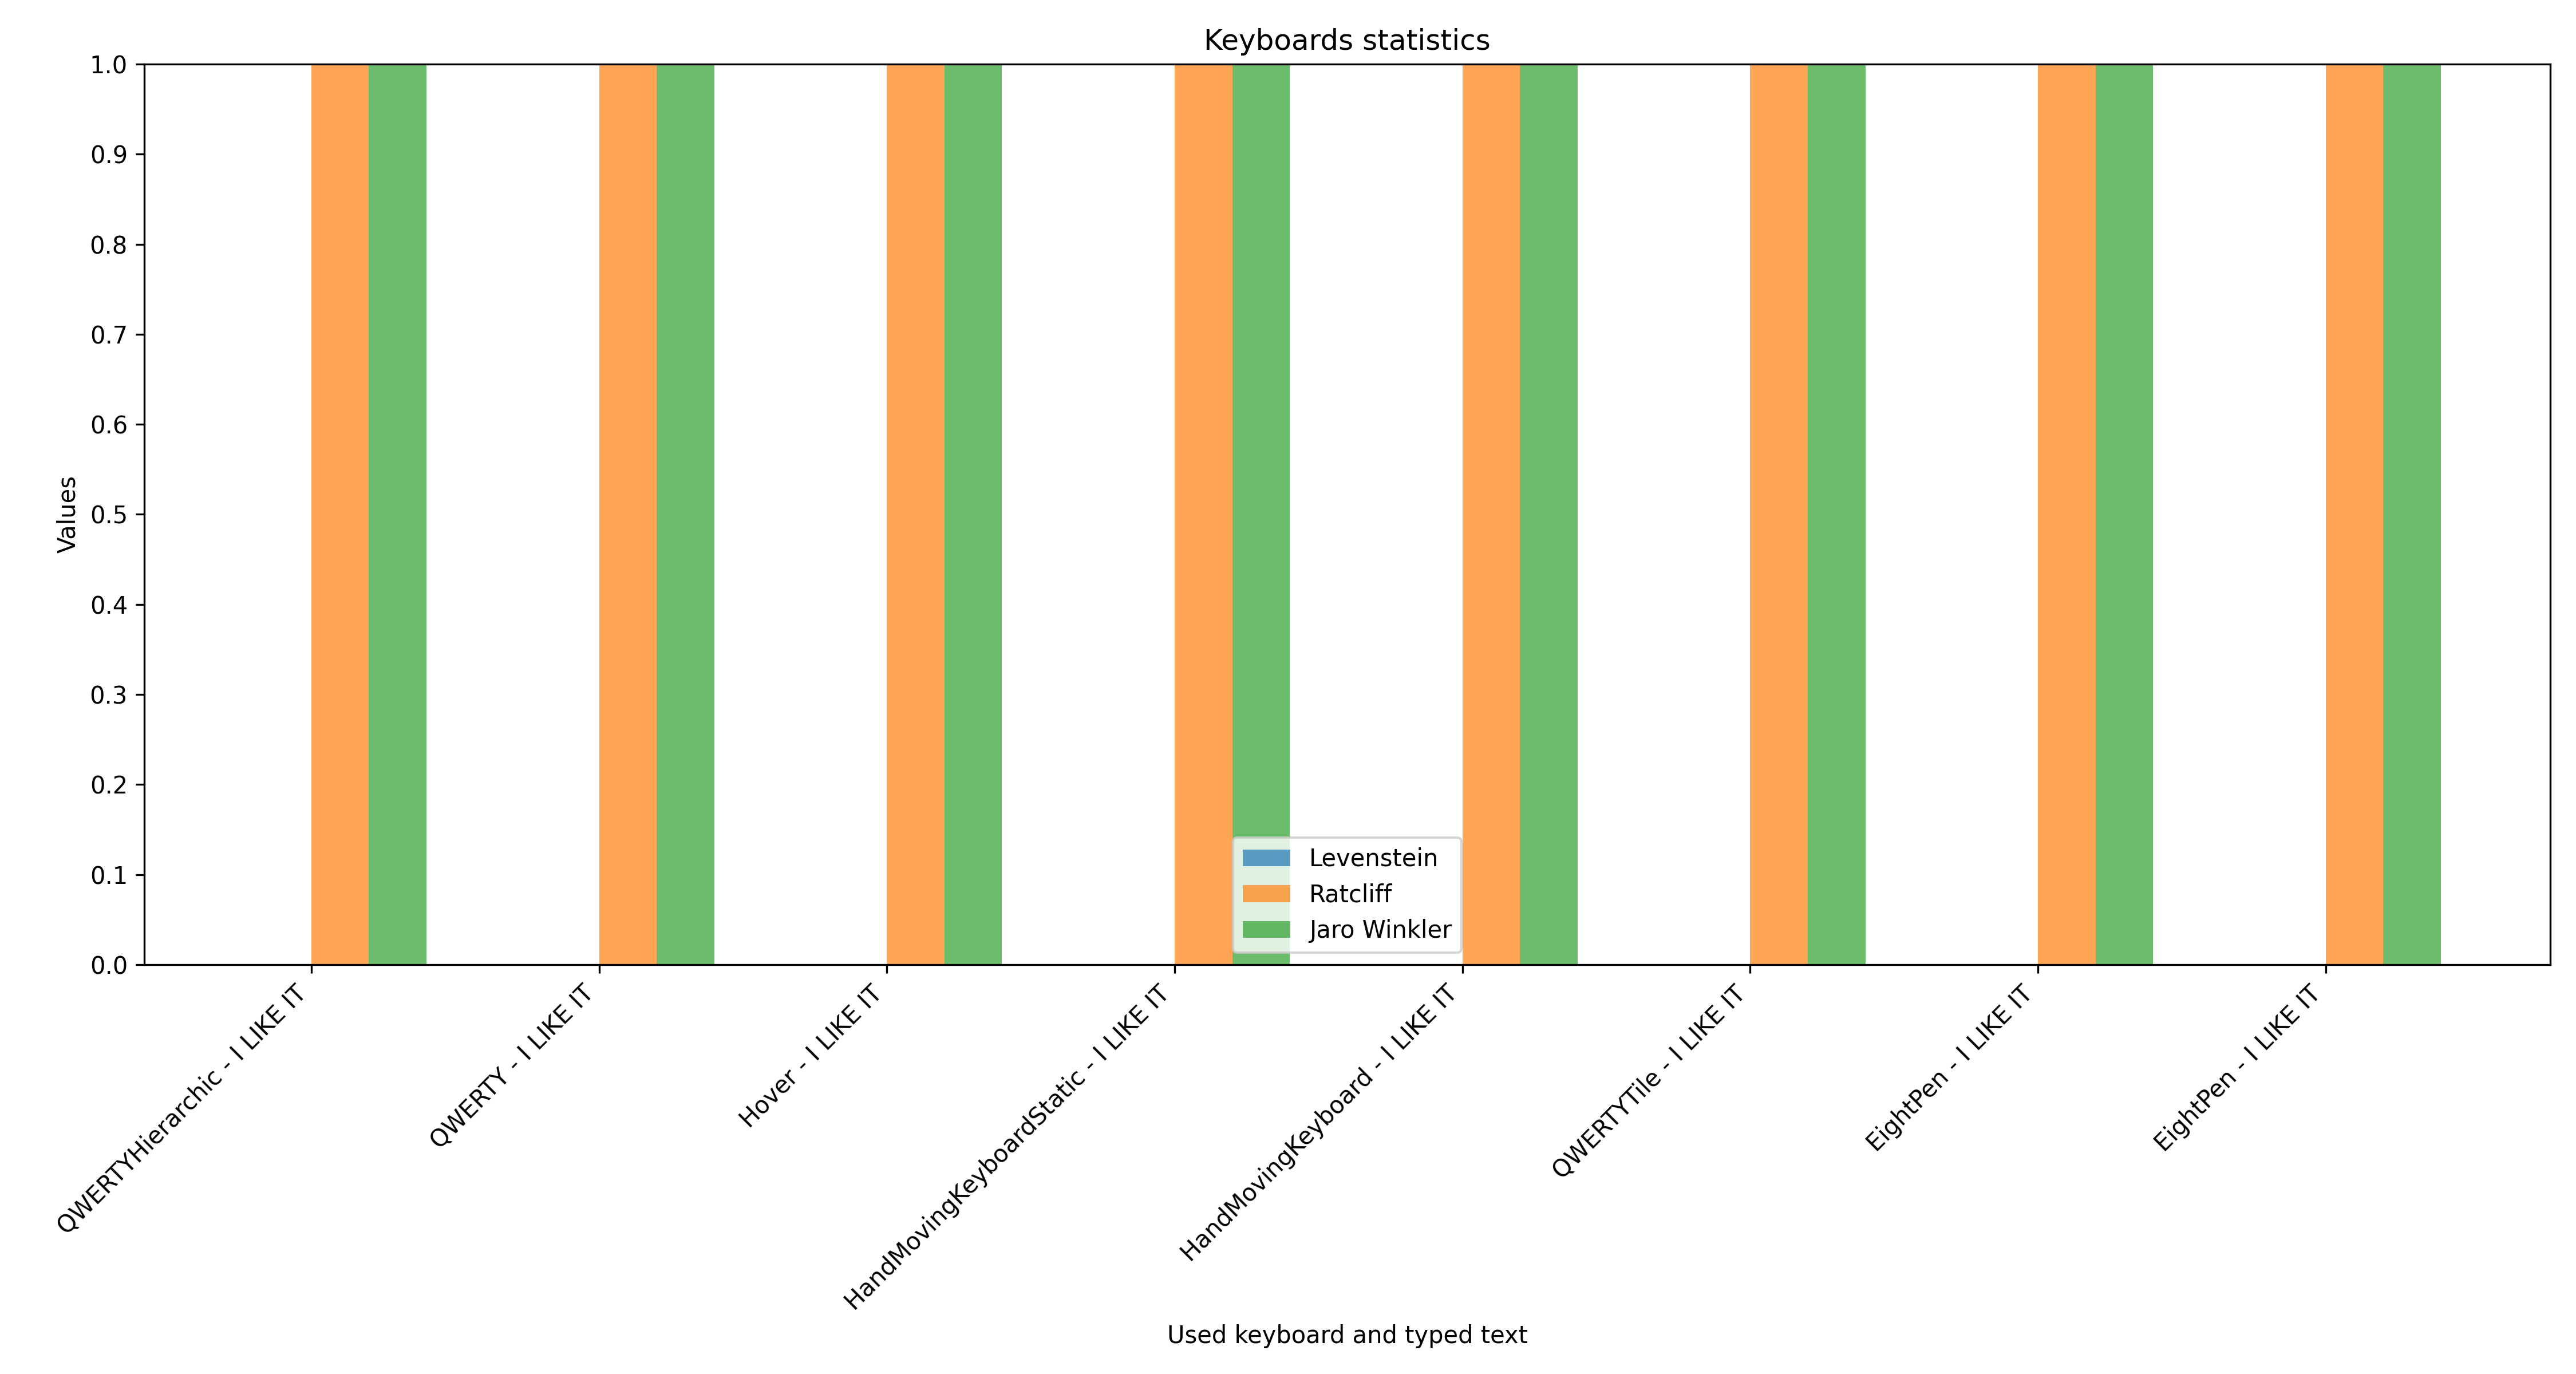 Keyboards statistics
1.0
0.9
0.8
0.7
0.6
0.5
0.4
0.3
0.2
0.1
0.0
Values
Levenstein
Ratcliff
Jaro Winkler
QWERTYHierarchic - I LIKE IT
QWERTY - I LIKE IT
Hover - I LIKE IT
HandMovingKeyboardStatic - I LIKE IT
HandMovingKeyboard - I LIKE IT
QWERTYTile - I LIKE IT
EightPen - I LIKE IT
EightPen - I LIKE IT
Used keyboard and typed text